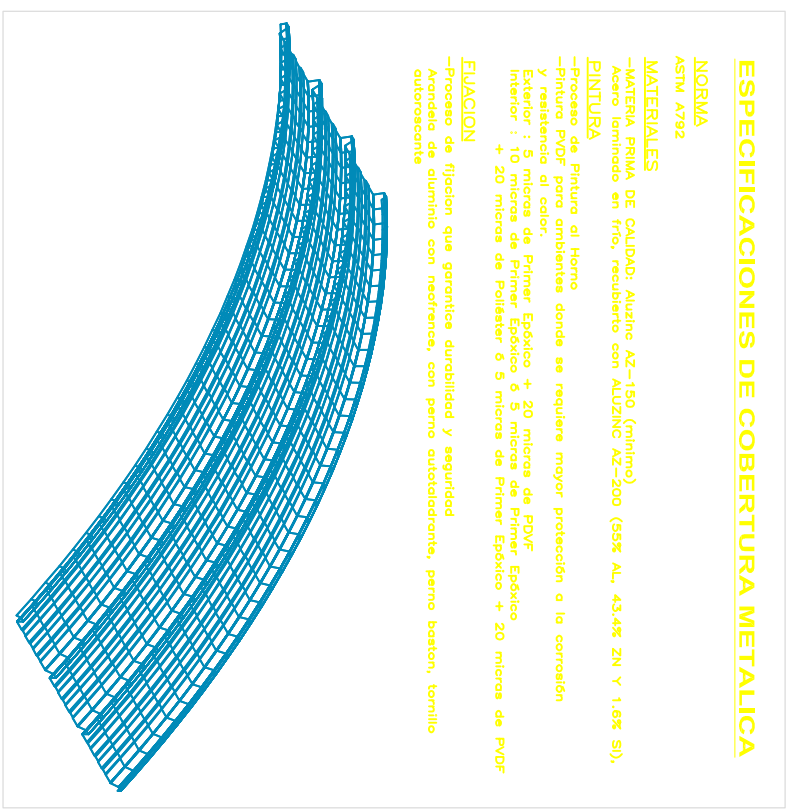 ESPECIFICACIONES DE COBERTURA METALICA
NORMA
ASTM A792
MATERIALES
-MATERIA PRIMA DE CALIDAD: Aluzinc AZ-150 (mínimo)
Acero laminado en frío, recubierto con ALUZINC AZ-200 (55% AL, 43.4% ZN Y 1.6% SI),
PINTURA
-Proceso de Pintura al Horno
-Pintura PVDF para ambientes donde se requiere mayor protección a la corrosión
y resistencia al calor.
Exterior : 5 micras de Primer Epóxico + 20 micras de PDVF
Interior : 10 micras de Primer Epóxico ó 5 micras de Primer Epóxico
+ 20 micras de Poliéster ó 5 micras de Primer Epóxico + 20 micras de PVDF
FIJACION
-Proceso de fijacion que garantice durabilidad y seguridad
Arandela de aluminio con neofrence, con perno autotaladrante, perno baston, tornillo
autoroscante